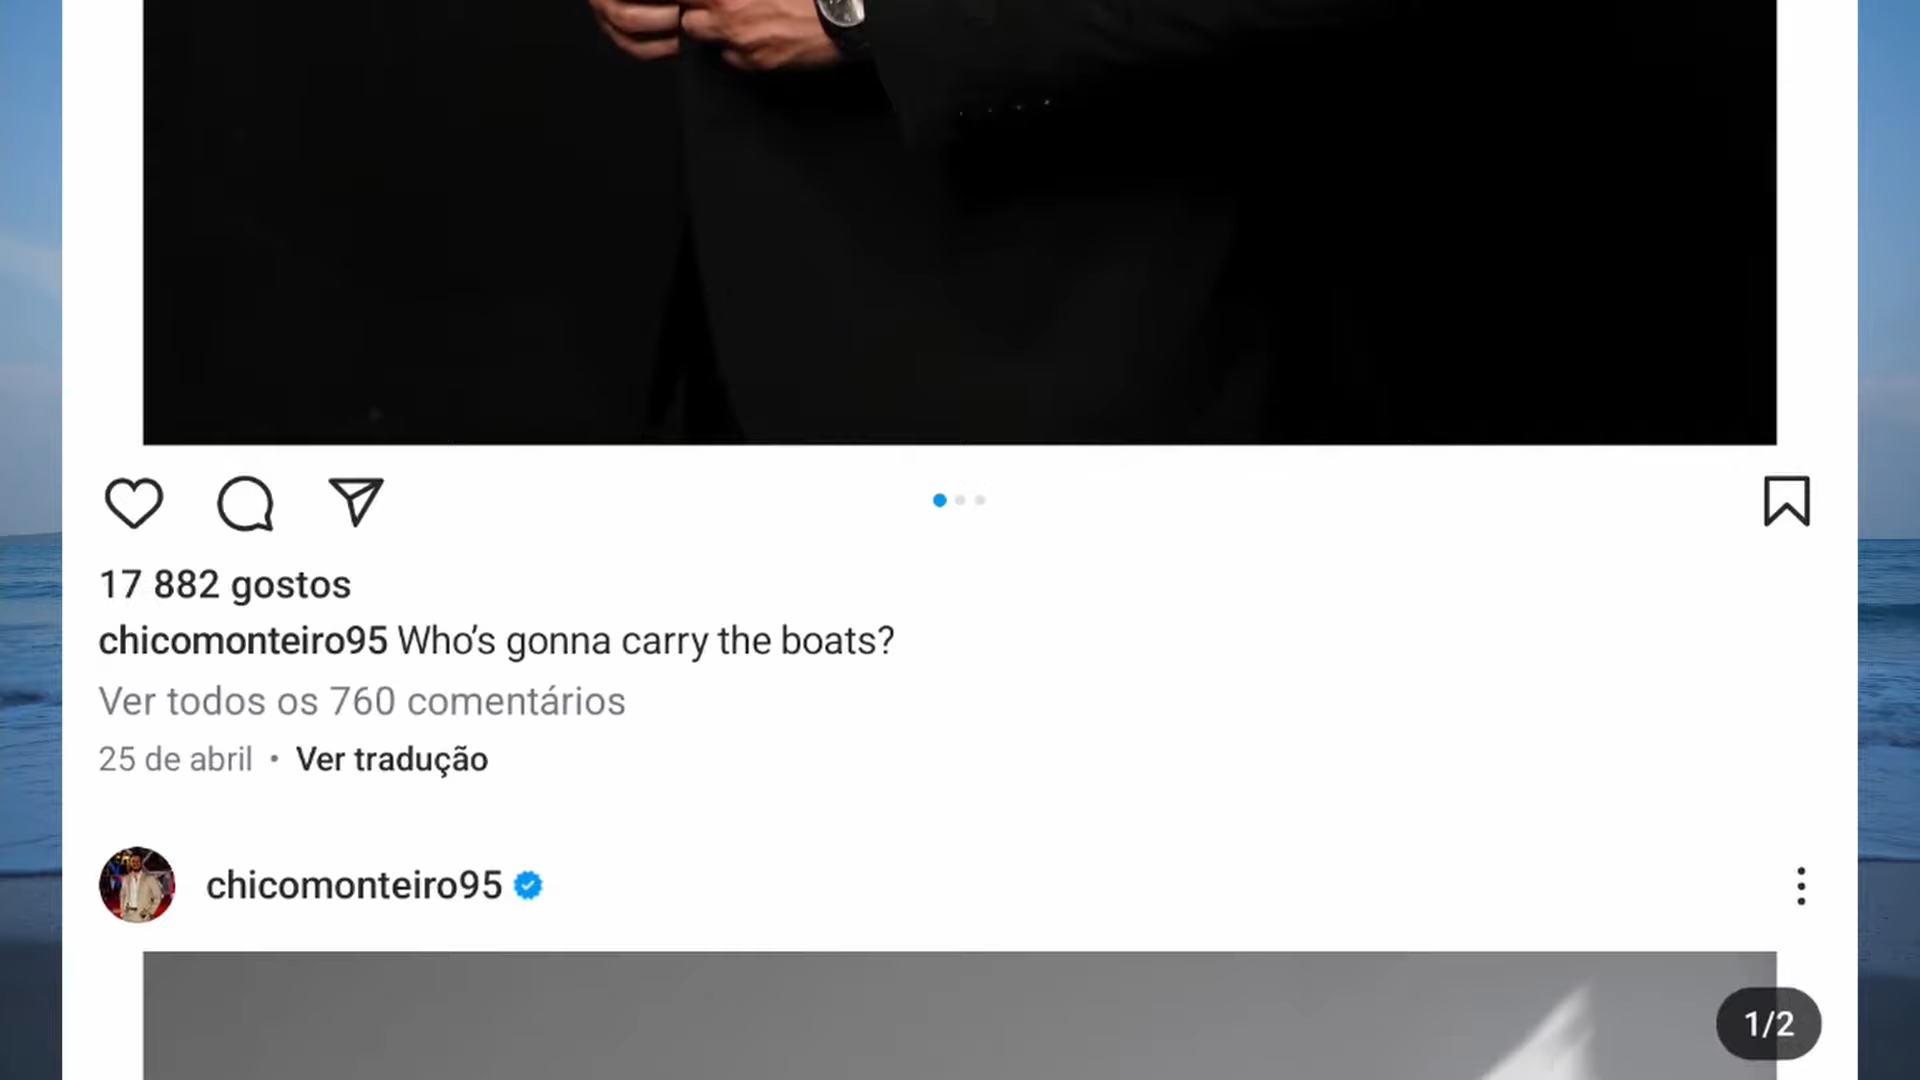 17 882 gostos
chicomonteiro95 Who's gonna carry the boats?
Ver todos os 760 comentários
25 de abril • Ver tradução
chicomonteiro95
1/2